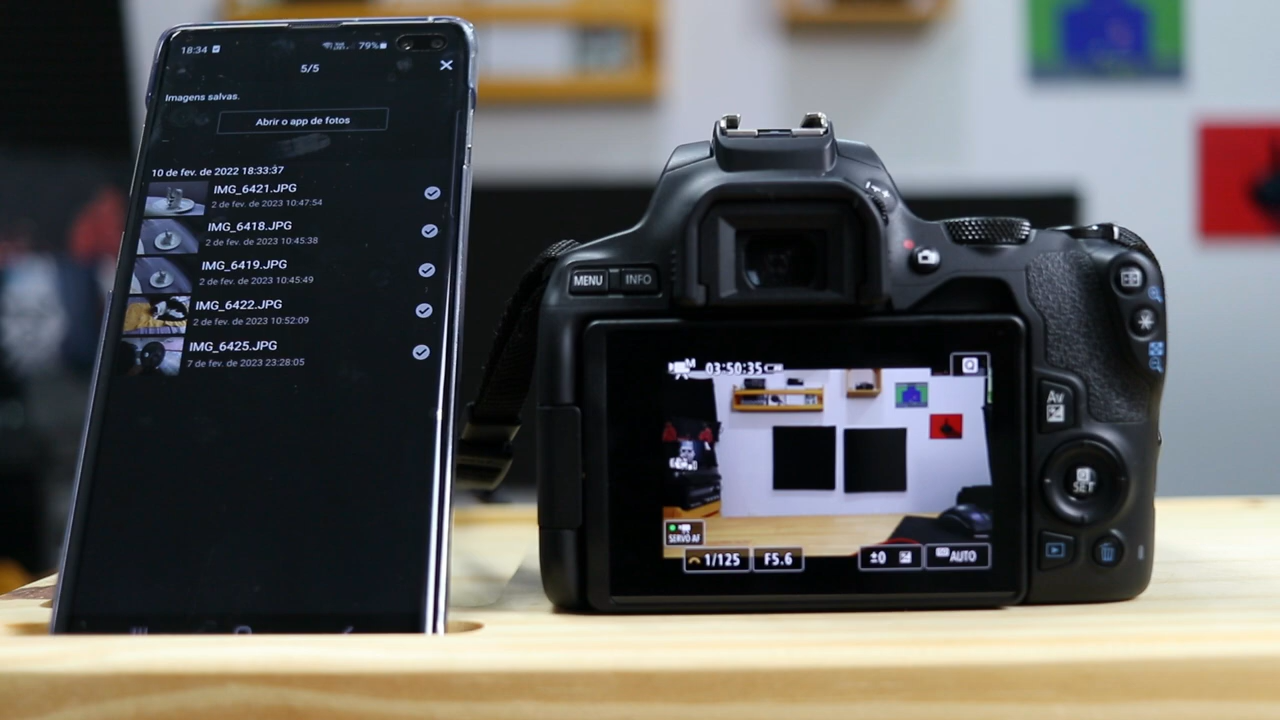 18:34
79%
5/5
Imagens salvas.
Abrir o app de fotos
10 de fev. de 2022 18:33:37
IMG_6421.JPG
2 de fev. de 2023 10:47:54
IMG_6418.JPG
2 de fev. de 2023 10:45:38
IMG_6419.JPG
2 de fev. de 2023 10:45:49
IMG_6422.JPG
2 de fev. de 2023 10:52:09
IMG_6425.JPG
7 de fev. de 2023 23:28:05
MENU INFO
M 03:50:35
Q
SERVO AF
1/125 F5.6 ±0 AUTO
Av
Q
SET